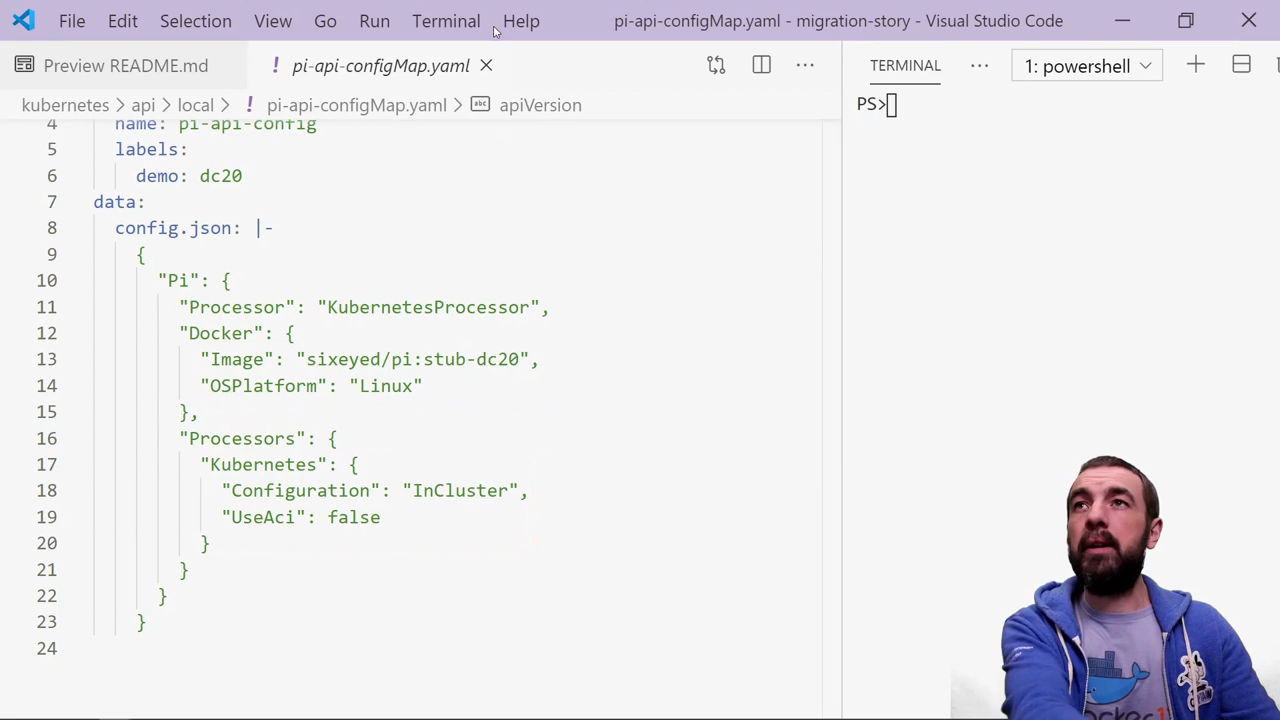 File Edit Selection View Go Run Terminal Help pi-api-configMap.yaml - migration-story - Visual Studio Code
Preview README.md ! pi-api-configMap.yaml
kubernetes > api > local > ! pi-api-configMap.yaml > abc apiVersion
4 name: pi-api-config
5 labels:
6 demo: dc20
7 data:
8 config.json: |-
9 {
10 "Pi": {
11 "Processor": "KubernetesProcessor",
12 "Docker": {
13 "Image": "sixeyed/pi:stub-dc20",
14 "OSPlatform": "Linux"
15 },
16 "Processors": {
17 "Kubernetes": {
18 "Configuration": "InCluster",
19 "UseAci": false
20 }
21 }
22 }
23 }
24
TERMINAL ... 1: powershell
PS>